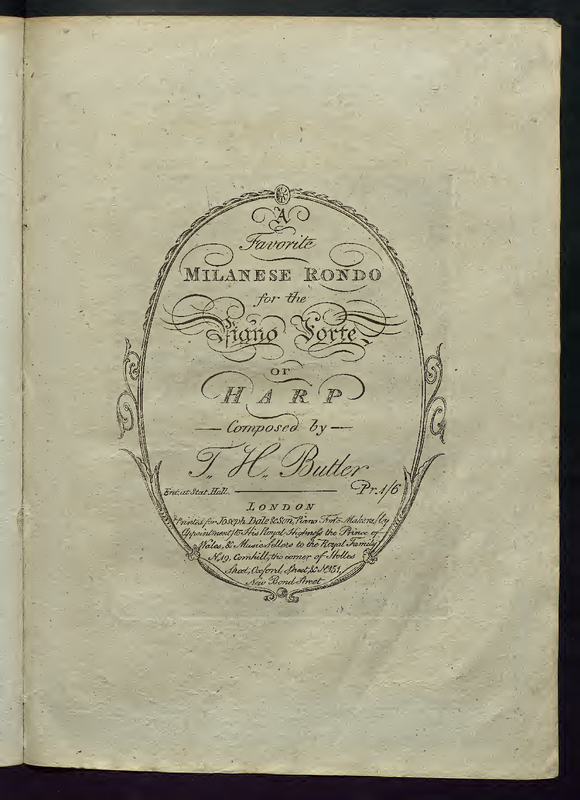 A
Favorite
MILANESE RONDO
for the
Piano Forte
or
HARP
Composed by
T. H. Butler
Ent. at Stat. Hall. Pr. 1/6
LONDON
Printed for Joseph Dale & Son, Piano Forte Makers, (by
Appointment) to His Royal Highness the Prince of
Wales, & Music sellers to the Royal Family
N. 19, Cornhill, the corner of Holles
Street, Oxford Street, & N. 151,
New Bond Street